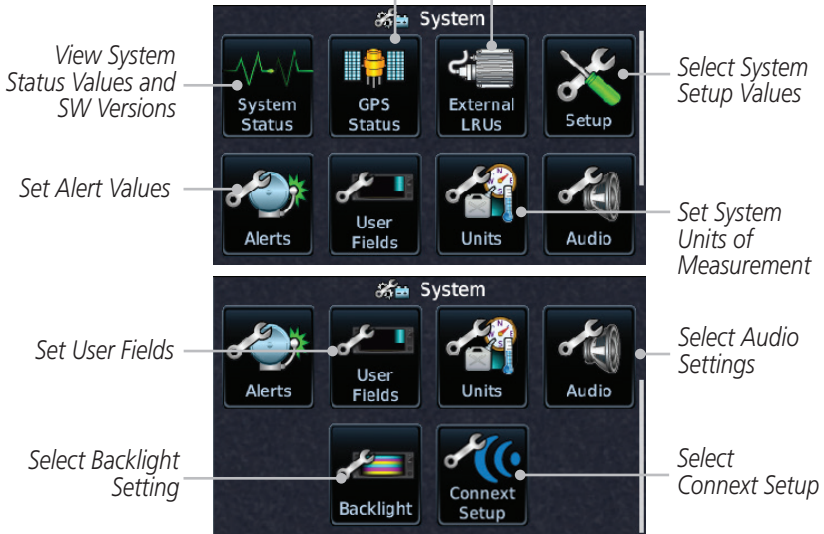 System
View System
Status Values and
SW Versions
System
Status
GPS
Status
External
LRUs
Setup
Select System
Setup Values
Set Alert Values
Alerts
User
Fields
Units
Audio
Set System
Units of
Measurement
System
Set User Fields
Alerts
User
Fields
Units
Audio
Select Audio
Settings
Select Backlight
Setting
Backlight
Connext
Setup
Select
Connext Setup